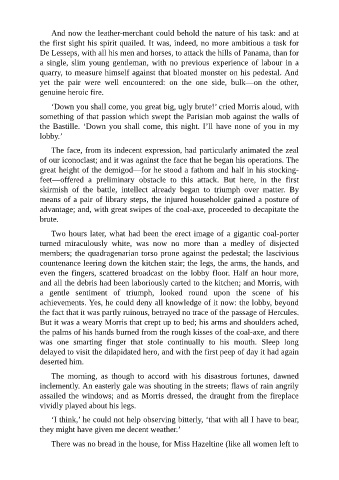 And now the leather-merchant could behold the nature of his task: and at
the first sight his spirit quailed. It was, indeed, no more ambitious a task for
De Lesseps, with all his men and horses, to attack the hills of Panama, than for
a single, slim young gentleman, with no previous experience of labour in a
quarry, to measure himself against that bloated monster on his pedestal. And
yet the pair were well encountered: on the one side, bulk—on the other,
genuine heroic fire.
‘Down you shall come, you great big, ugly brute!’ cried Morris aloud, with
something of that passion which swept the Parisian mob against the walls of
the Bastille. ‘Down you shall come, this night. I’ll have none of you in my
lobby.’
The face, from its indecent expression, had particularly animated the zeal
of our iconoclast; and it was against the face that he began his operations. The
great height of the demigod—for he stood a fathom and half in his stocking-
feet—offered a preliminary obstacle to this attack. But here, in the first
skirmish of the battle, intellect already began to triumph over matter. By
means of a pair of library steps, the injured householder gained a posture of
advantage; and, with great swipes of the coal-axe, proceeded to decapitate the
brute.
Two hours later, what had been the erect image of a gigantic coal-porter
turned miraculously white, was now no more than a medley of disjected
members; the quadragenarian torso prone against the pedestal; the lascivious
countenance leering down the kitchen stair; the legs, the arms, the hands, and
even the fingers, scattered broadcast on the lobby floor. Half an hour more,
and all the debris had been laboriously carted to the kitchen; and Morris, with
a gentle sentiment of triumph, looked round upon the scene of his
achievements. Yes, he could deny all knowledge of it now: the lobby, beyond
the fact that it was partly ruinous, betrayed no trace of the passage of Hercules.
But it was a weary Morris that crept up to bed; his arms and shoulders ached,
the palms of his hands burned from the rough kisses of the coal-axe, and there
was one smarting finger that stole continually to his mouth. Sleep long
delayed to visit the dilapidated hero, and with the first peep of day it had again
deserted him.
The morning, as though to accord with his disastrous fortunes, dawned
inclemently. An easterly gale was shouting in the streets; flaws of rain angrily
assailed the windows; and as Morris dressed, the draught from the fireplace
vividly played about his legs.
‘I think,’ he could not help observing bitterly, ‘that with all I have to bear,
they might have given me decent weather.’
There was no bread in the house, for Miss Hazeltine (like all women left to